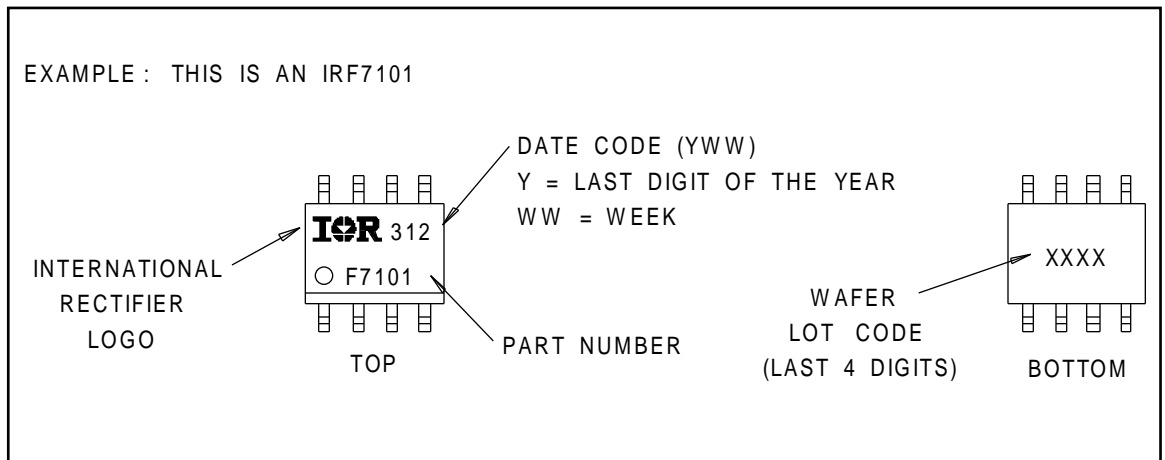 EXAMPLE : THIS IS AN IRF7101
DATE CODE (YWW)
Y = LAST DIGIT OF THE YEAR
WW = WEEK
INTERNATIONAL
RECTIFIER
LOGO
IOR 312
F7101
TOP
PART NUMBER
WAFER
LOT CODE
(LAST 4 DIGITS)
XXXX
BOTTOM